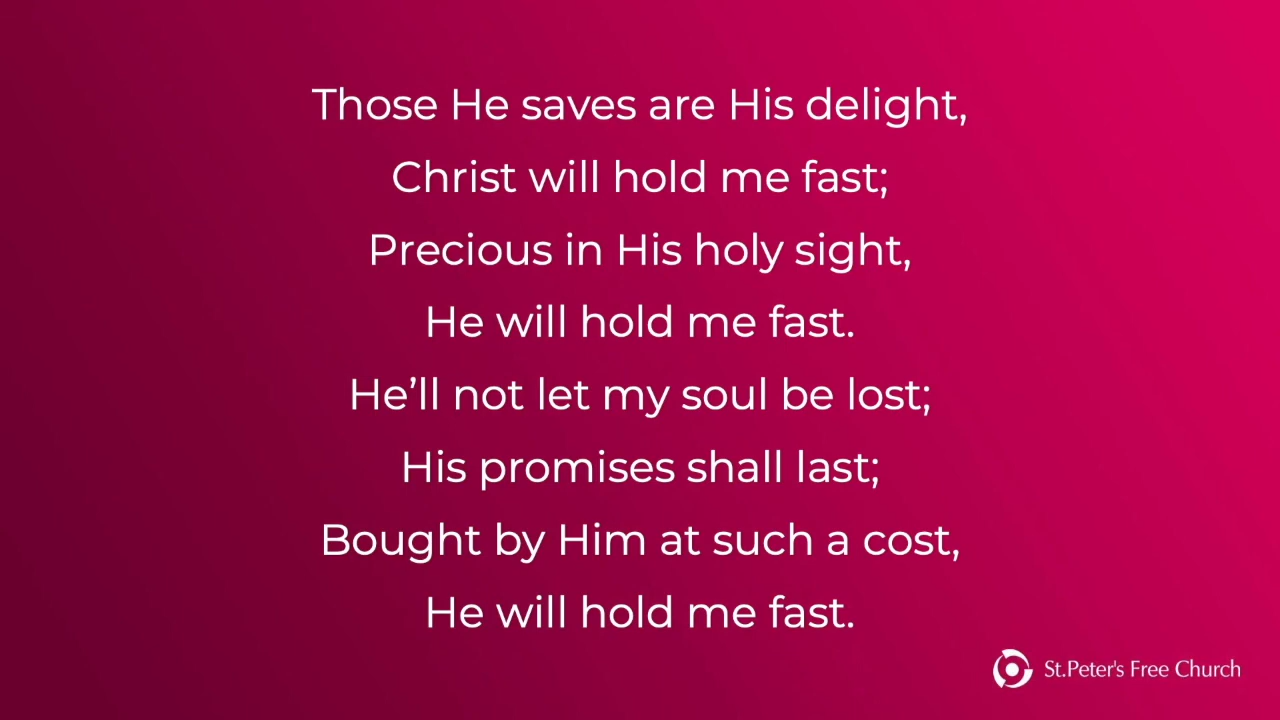 Those He saves are His delight,
Christ will hold me fast;
Precious in His holy sight,
He will hold me fast.
He’ll not let my soul be lost;
His promises shall last;
Bought by Him at such a cost,
He will hold me fast.
St.Peter's Free Church